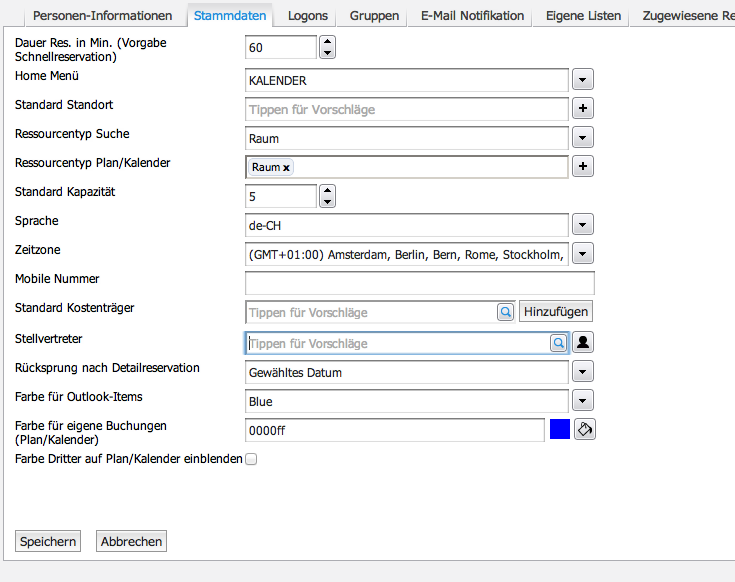 Personen-Informationen Stammdaten Logons Gruppen E-Mail Notifikation Eigene Listen Zugewiesene Re
Dauer Res. in Min. (Vorgabe Schnellreservation) 60
Home Menü KALENDER
Standard Standort Tippen für Vorschläge
Ressourcentyp Suche Raum
Ressourcentyp Plan/Kalender Raum x
Standard Kapazität 5
Sprache de-CH
Zeitzone (GMT+01:00) Amsterdam, Berlin, Bern, Rome, Stockholm,
Mobile Nummer
Standard Kostenträger Tippen für Vorschläge Hinzufügen
Stellvertreter Tippen für Vorschläge
Rücksprung nach Detailreservation Gewähltes Datum
Farbe für Outlook-Items Blue
Farbe für eigene Buchungen (Plan/Kalender) 0000ff
Farbe Dritter auf Plan/Kalender einblenden
Speichern Abbrechen